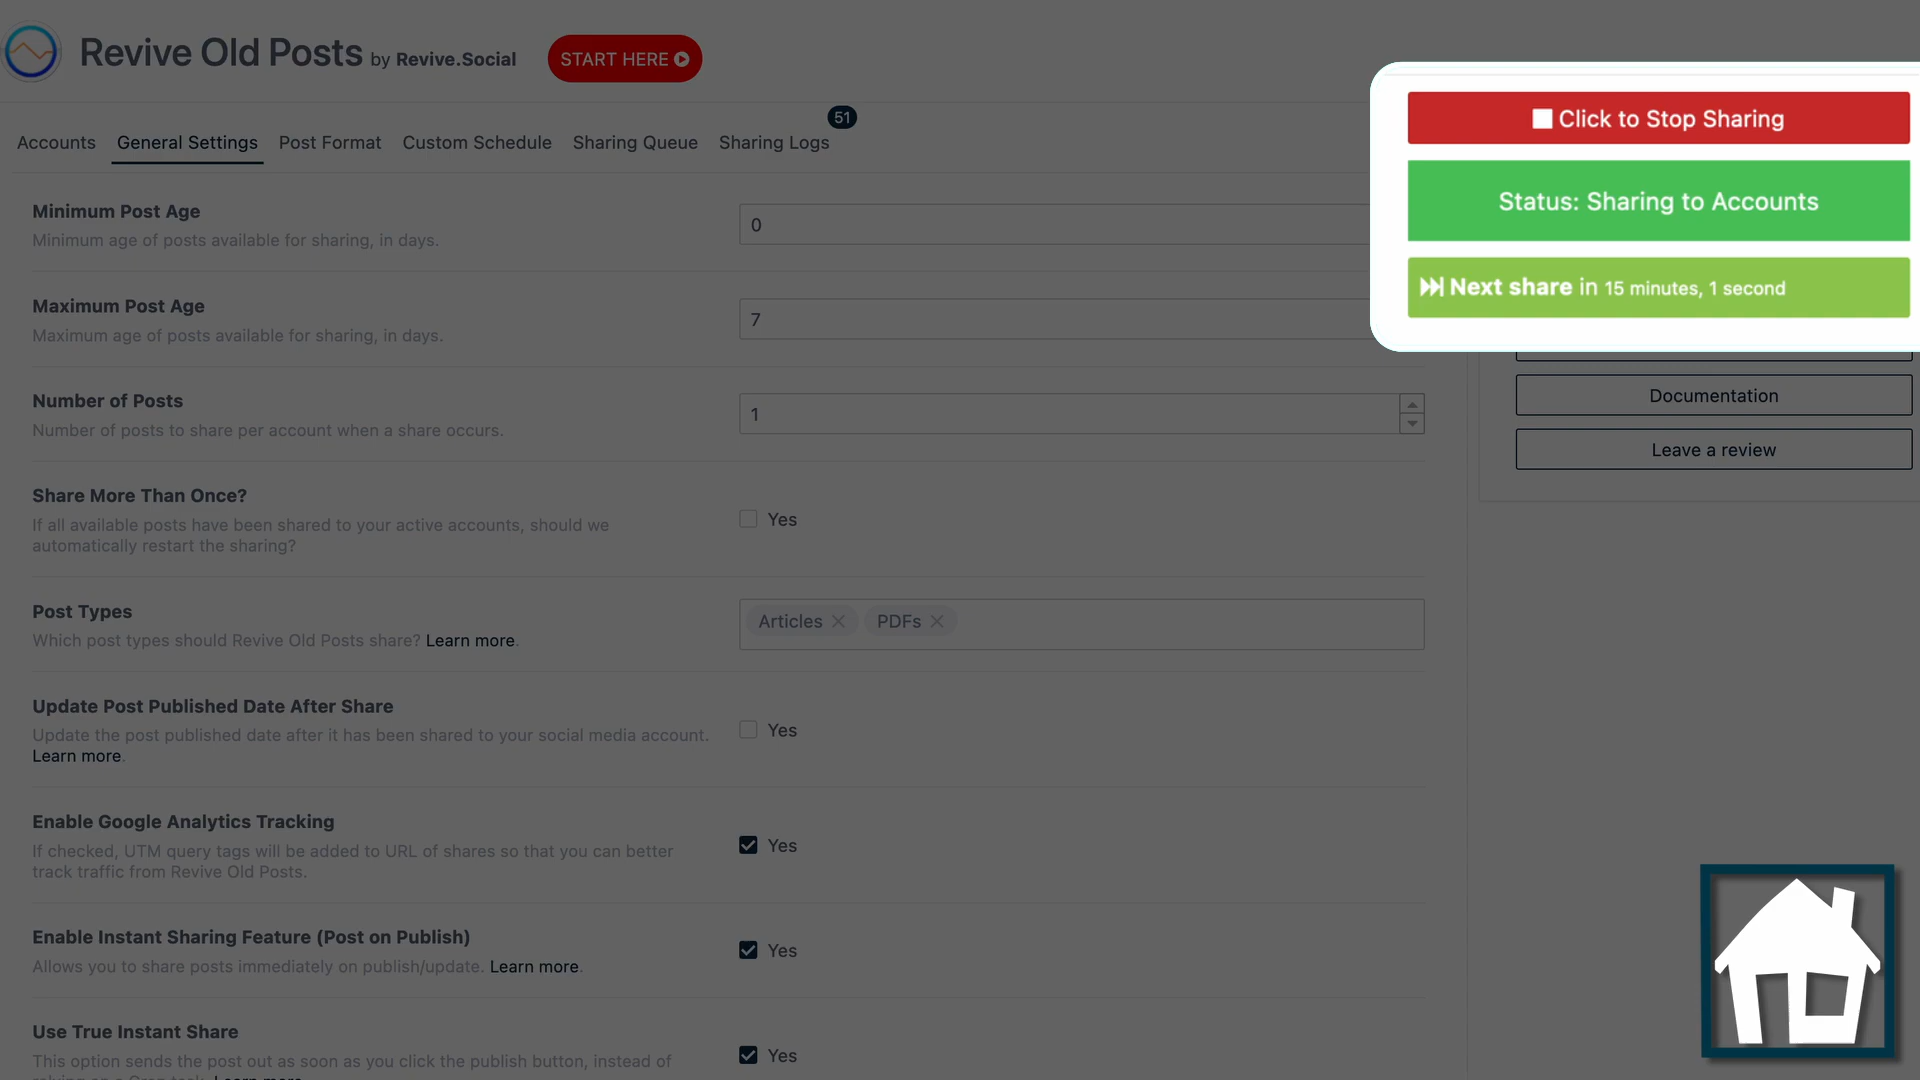 Revive Old Posts by Revive.Social
START HERE
Accounts
General Settings
Post Format
Custom Schedule
Sharing Queue
Sharing Logs
51
Click to Stop Sharing
Status: Sharing to Accounts
Next share in 15 minutes, 1 second
Documentation
Leave a review
Minimum Post Age
Minimum age of posts available for sharing, in days.
0
Maximum Post Age
Maximum age of posts available for sharing, in days.
7
Number of Posts
Number of posts to share per account when a share occurs.
1
Share More Than Once?
If all available posts have been shared to your active accounts, should we
automatically restart the sharing?
Yes
Post Types
Which post types should Revive Old Posts share? Learn more.
Articles
PDFs
Update Post Published Date After Share
Update the post published date after it has been shared to your social media account.
Learn more.
Yes
Enable Google Analytics Tracking
If checked, UTM query tags will be added to URL of shares so that you can better
track traffic from Revive Old Posts.
Yes
Enable Instant Sharing Feature (Post on Publish)
Allows you to share posts immediately on publish/update. Learn more.
Yes
Use True Instant Share
This option sends the post out as soon as you click the publish button, instead of
Yes